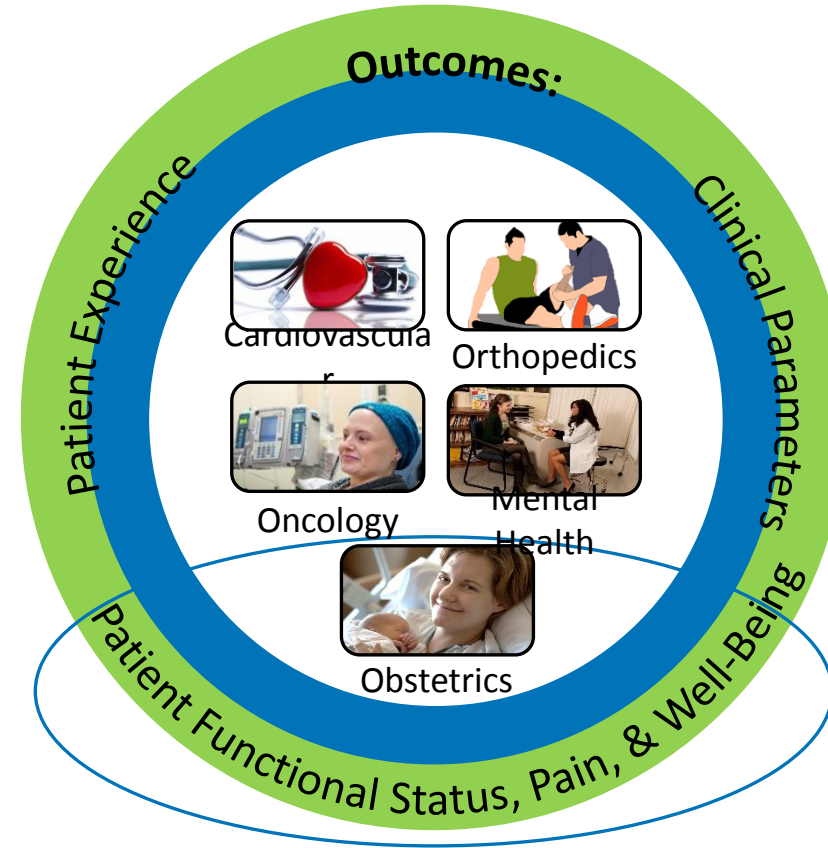 Outcomes:
Patient Experience
Clinical Parameters
Cardiovascula
r
Orthopedics
Oncology
Mental
Health
Obstetrics
Patient Functional Status, Pain, & Well-Being